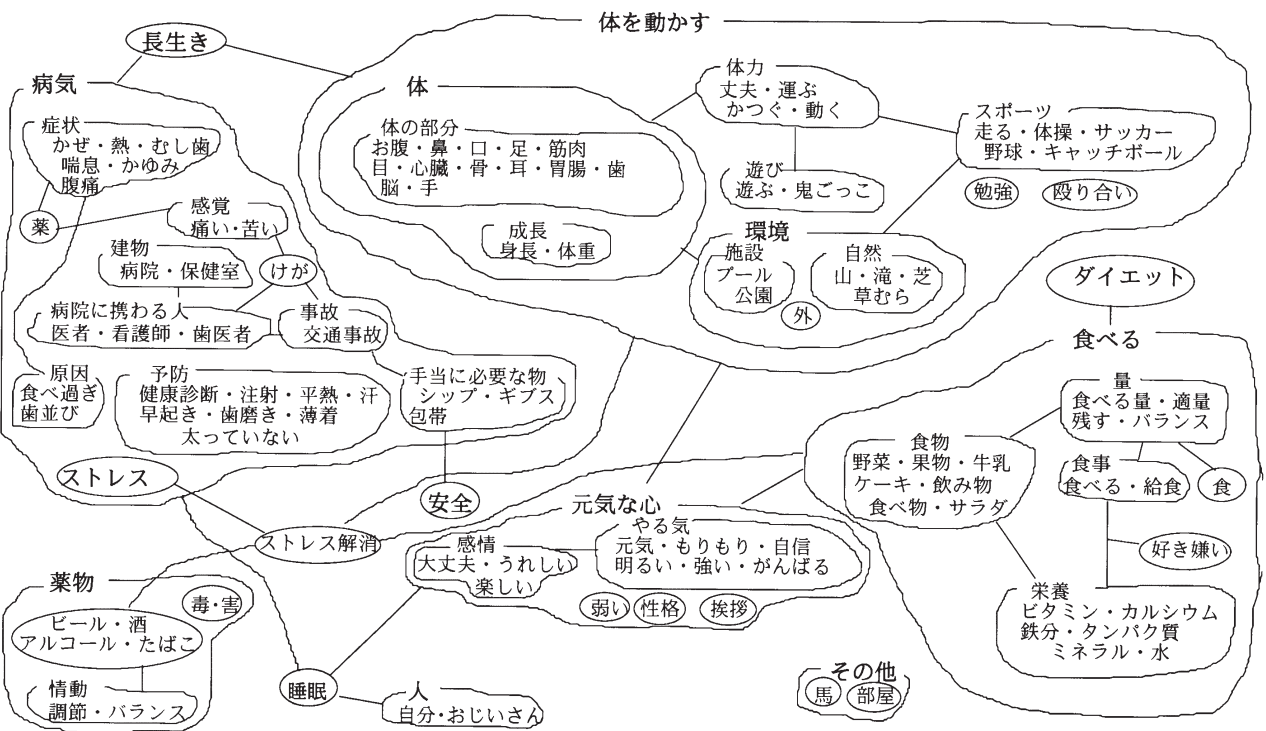 体を動かす
長生き
病気
症状
かぜ・熱・むし歯
喘息・かゆみ
腹痛
薬
感覚
痛い・苦い
建物
病院・保健室
けが
病院に携わる人
医者・看護師・歯医者
事故
交通事故
原因
食べ過ぎ
歯並び
予防
健康診断・注射・平熱・汗
早起き・歯磨き・薄着
太っていない
手当に必要な物
シップ・ギブス
包帯
体
体の部分
お腹・鼻・口・足・筋肉
目・心臓・骨・耳・胃腸・歯
脳・手
成長
身長・体重
体力
丈夫・運ぶ
かつぐ・動く
遊び
遊ぶ・鬼ごっこ
スポーツ
走る・体操・サッカー
野球・キャッチボール
勉強
殴り合い
環境
施設
プール
公園
外
自然
山・滝・芝
草むら
ダイエット
食べる
量
食べる量・適量
残す・バランス
食物
野菜・果物・牛乳
ケーキ・飲み物
食べ物・サラダ
食事
食べる・給食
食
好き嫌い
栄養
ビタミン・カルシウム
鉄分・タンパク質
ミネラル・水
ストレス
安全
ストレス解消
元気な心
やる気
元気・もりもり・自信
明るい・強い・がんばる
感情
大丈夫・うれしい
楽しい
弱い
性格
挨拶
薬物
毒・害
ビール・酒
アルコール・たばこ
情動
調節・バランス
睡眠
人
自分・おじいさん
その他
馬
部屋